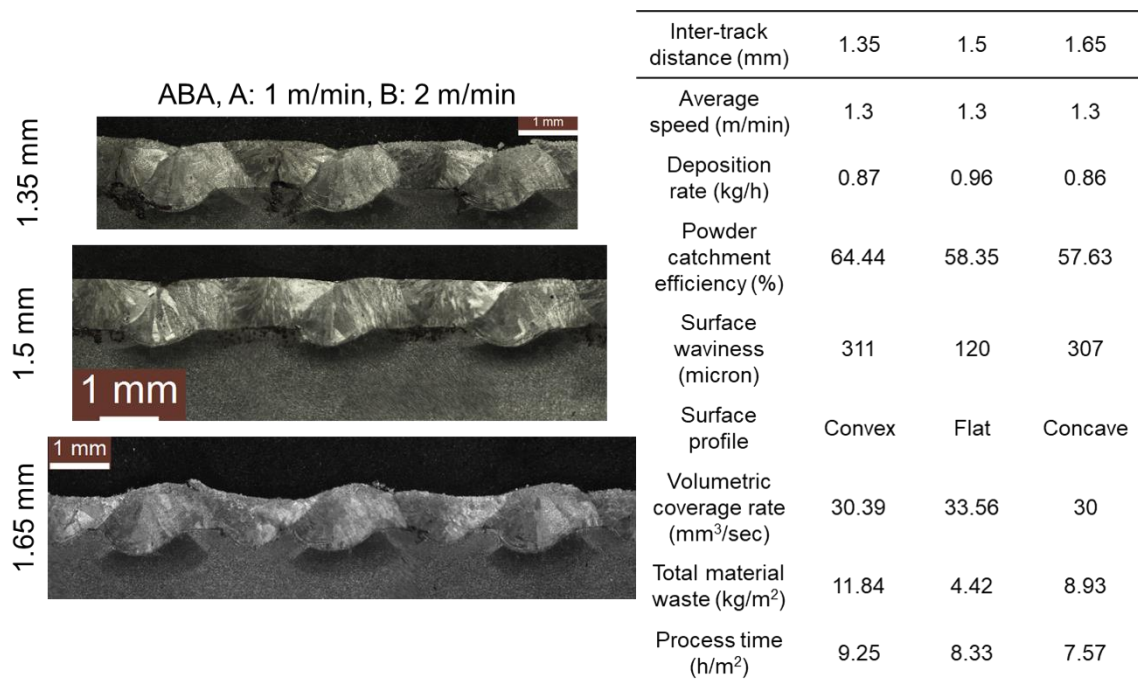 ABA, A: 1 m/min, B: 2 m/min
1.35 mm
1 mm
1.5 mm
1 mm
1.65 mm
1 mm
Inter-track distance (mm) 1.35 1.5 1.65
Average speed (m/min) 1.3 1.3 1.3
Deposition rate (kg/h) 0.87 0.96 0.86
Powder catchment efficiency (%) 64.44 58.35 57.63
Surface waviness (micron) 311 120 307
Surface profile Convex Flat Concave
Volumetric coverage rate (mm³/sec) 30.39 33.56 30
Total material waste (kg/m²) 11.84 4.42 8.93
Process time (h/m²) 9.25 8.33 7.57